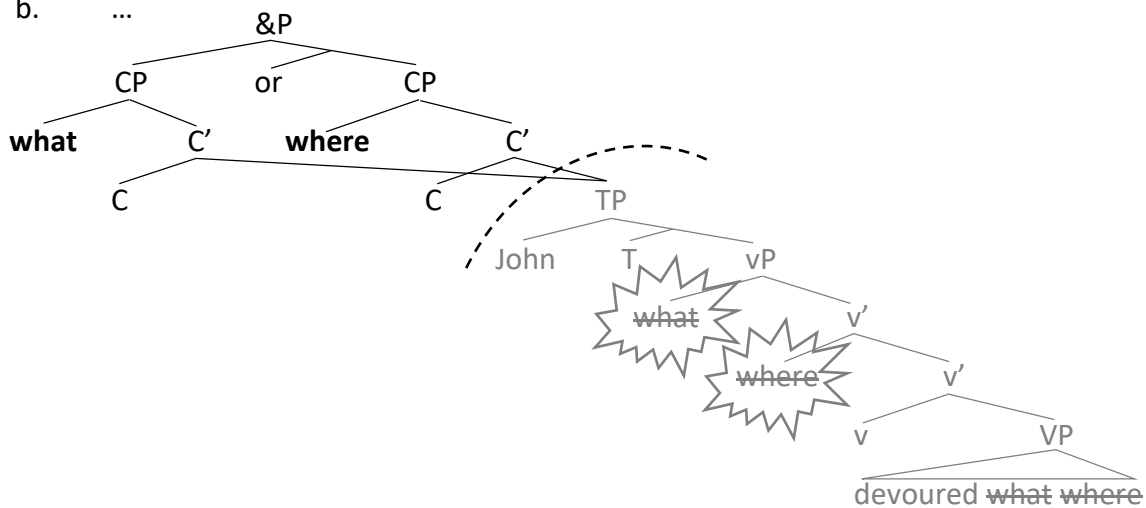 b. ...
&P
CP or CP
what C’ where C’
C C TP
John T vP
what v’
where v’
v VP
devoured what where